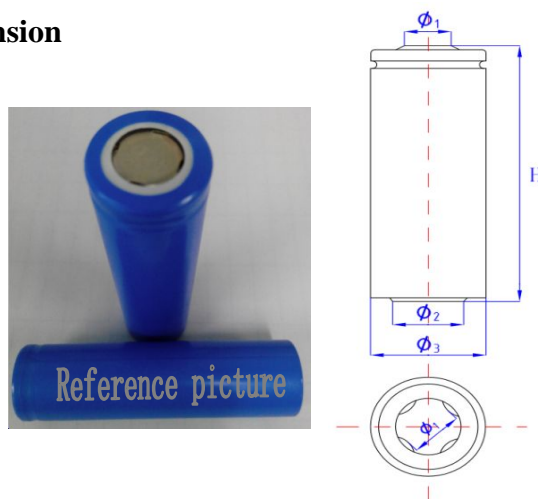 nsion
Φ1
H
Reference picture
Φ2
Φ3
Φ1